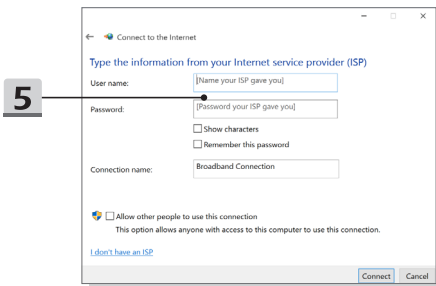 Connect to the Internet
Type the information from your Internet service provider (ISP)
User name:
[Name your ISP gave you]
5
Password:
[Password your ISP gave you]
Show characters
Remember this password
Connection name:
Broadband Connection
Allow other people to use this connection
This option allows anyone with access to this computer to use this connection.
I don't have an ISP
Connect
Cancel